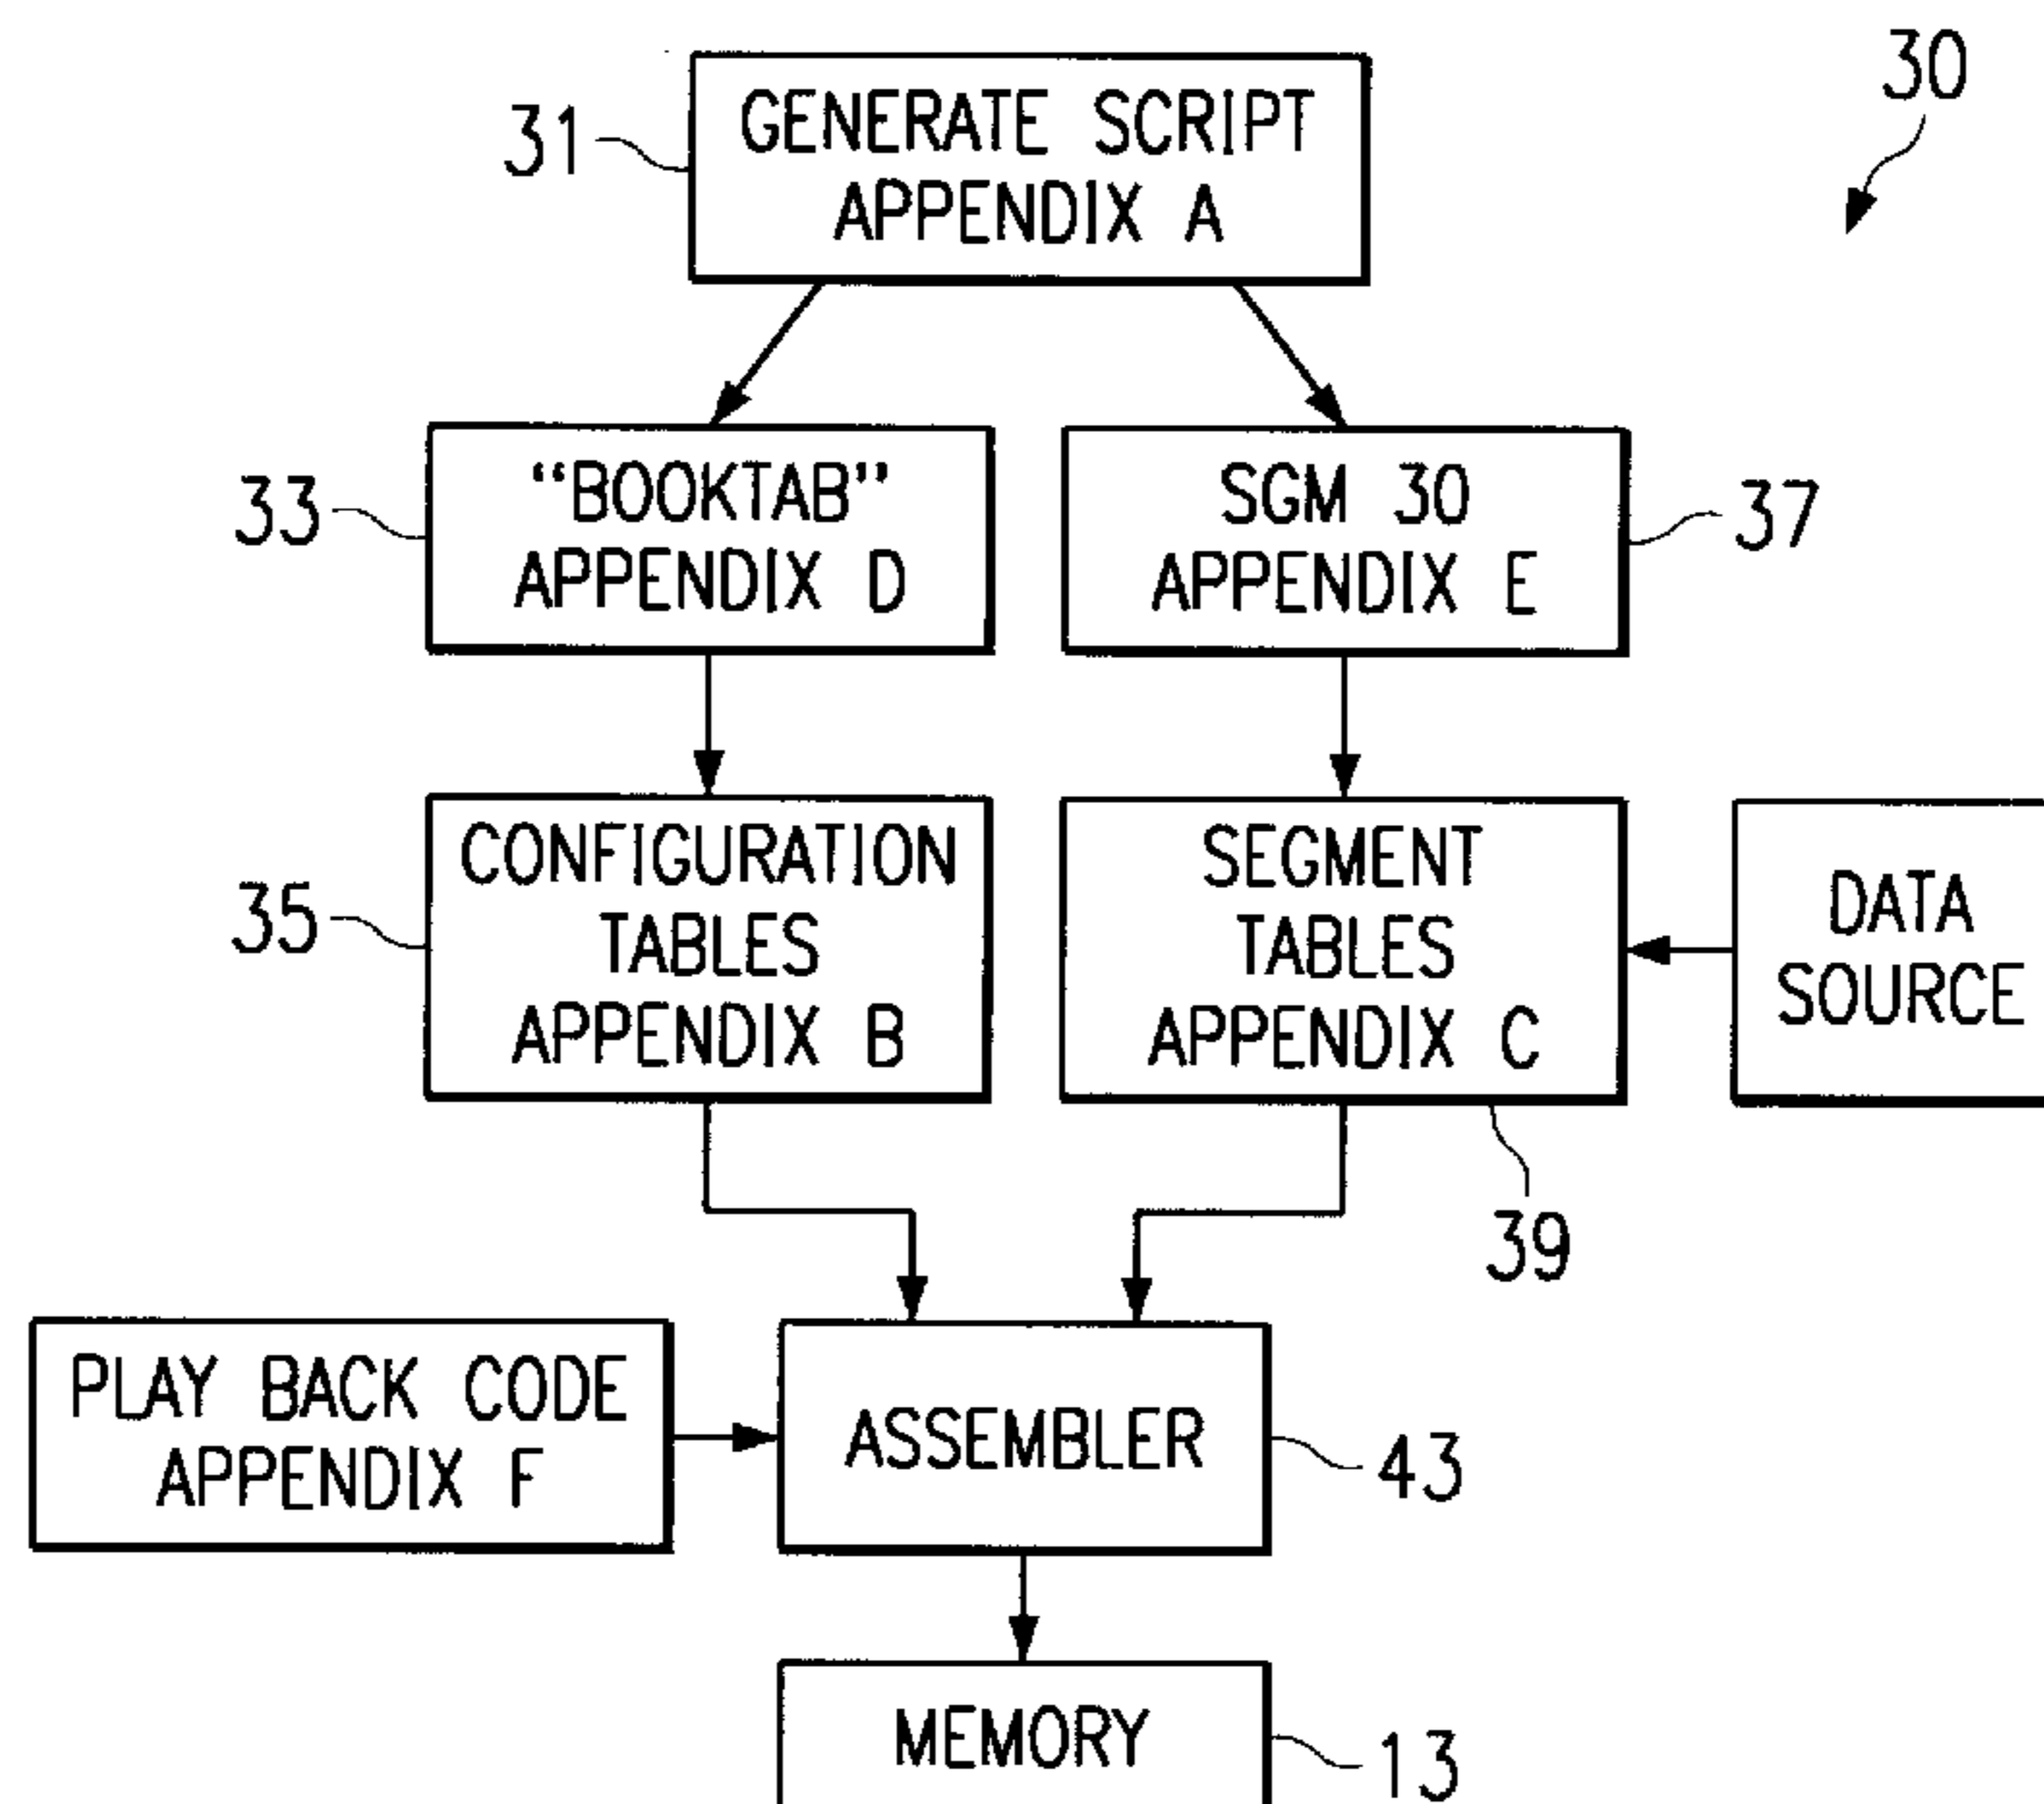 30
31
GENERATE SCRIPT
APPENDIX A
33
"BOOKTAB"
APPENDIX D
SGM 30
APPENDIX E
37
35
CONFIGURATION
TABLES
APPENDIX B
SEGMENT
TABLES
APPENDIX C
DATA
SOURCE
39
PLAY BACK CODE
APPENDIX F
ASSEMBLER
43
MEMORY
13